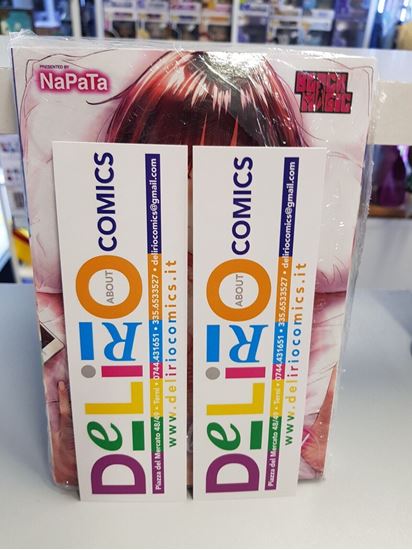 PRESENTED BY
NaPaTa
BLACK
MAGIC
DeLiRiO
ABOUT
COMICS
Piazza del Mercato 48/49 • Terni • 0744.431651 • 335.6533527 • deliriocomics@gmail.com
www.deliriocomics.it
DeLiRiO
ABOUT
COMICS
Piazza del Mercato 48/49 • Terni • 0744.431651 • 335.6533527 • deliriocomics@gmail.com
www.deliriocomics.it